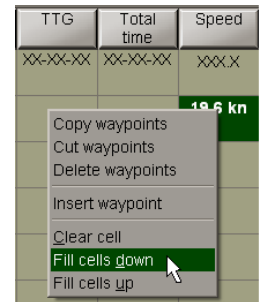 TTG Total time Speed
XX-XX-XX XX-XX-XX XXX.X
19.6 kn
Copy waypoints
Cut waypoints
Delete waypoints
Insert waypoint
Clear cell
Fill cells down
Fill cells up